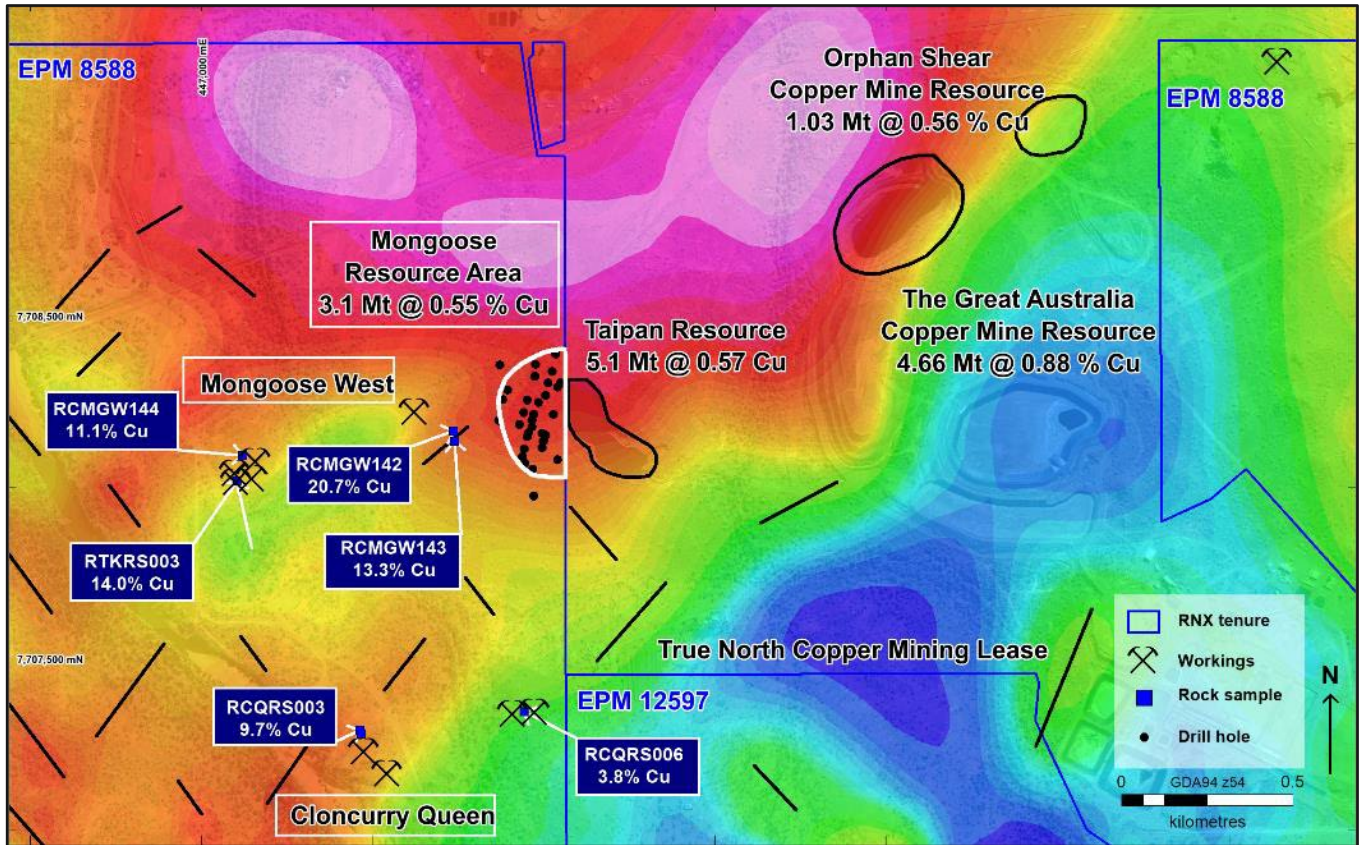 EPM 8588
447,000 mE
Orphan Shear
Copper Mine Resource
1.03 Mt @ 0.56 % Cu
EPM 8588
Mongoose
Resource Area
3.1 Mt @ 0.55 % Cu
7,708,500 mN
The Great Australia
Copper Mine Resource
4.66 Mt @ 0.88 % Cu
Taipan Resource
5.1 Mt @ 0.57 Cu
Mongoose West
RCMGW144
11.1% Cu
RCMGW142
20.7% Cu
RCMGW143
13.3% Cu
RTKRS003
14.0% Cu
7,707,500 mN
True North Copper Mining Lease
EPM 12597
RCQRS003
9.7% Cu
RCQRS006
3.8% Cu
Cloncurry Queen
RNX tenure
Workings
Rock sample
Drill hole
N
0 GDA94 z54 0.5
kilometres